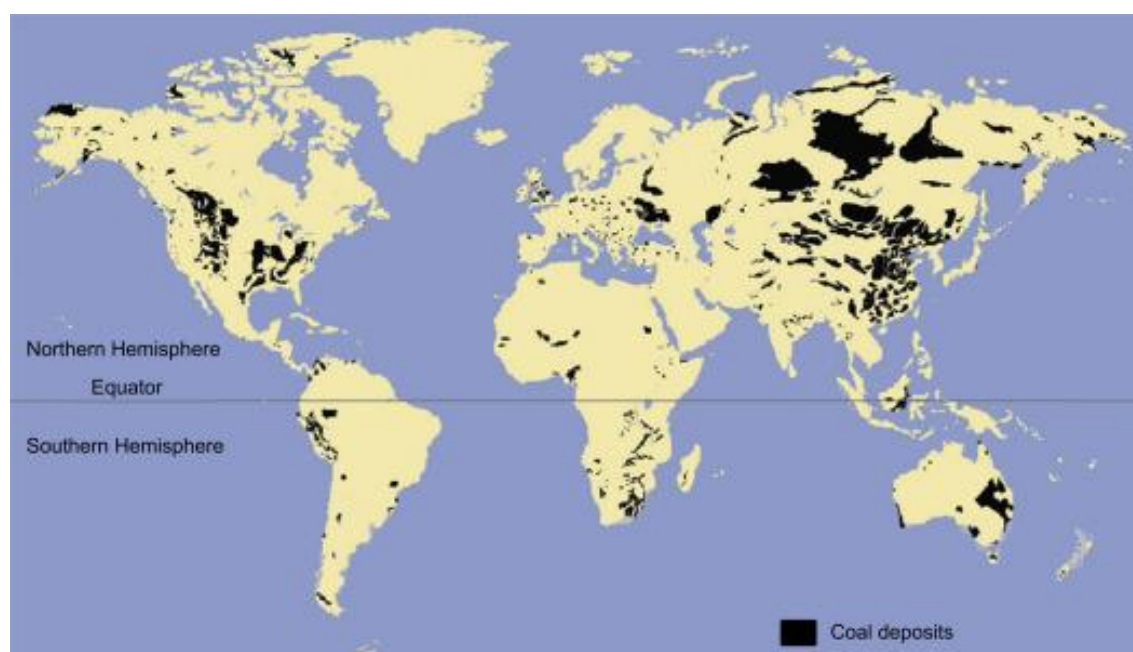 Northern Hemisphere
Equator
Southern Hemisphere
Coal deposits